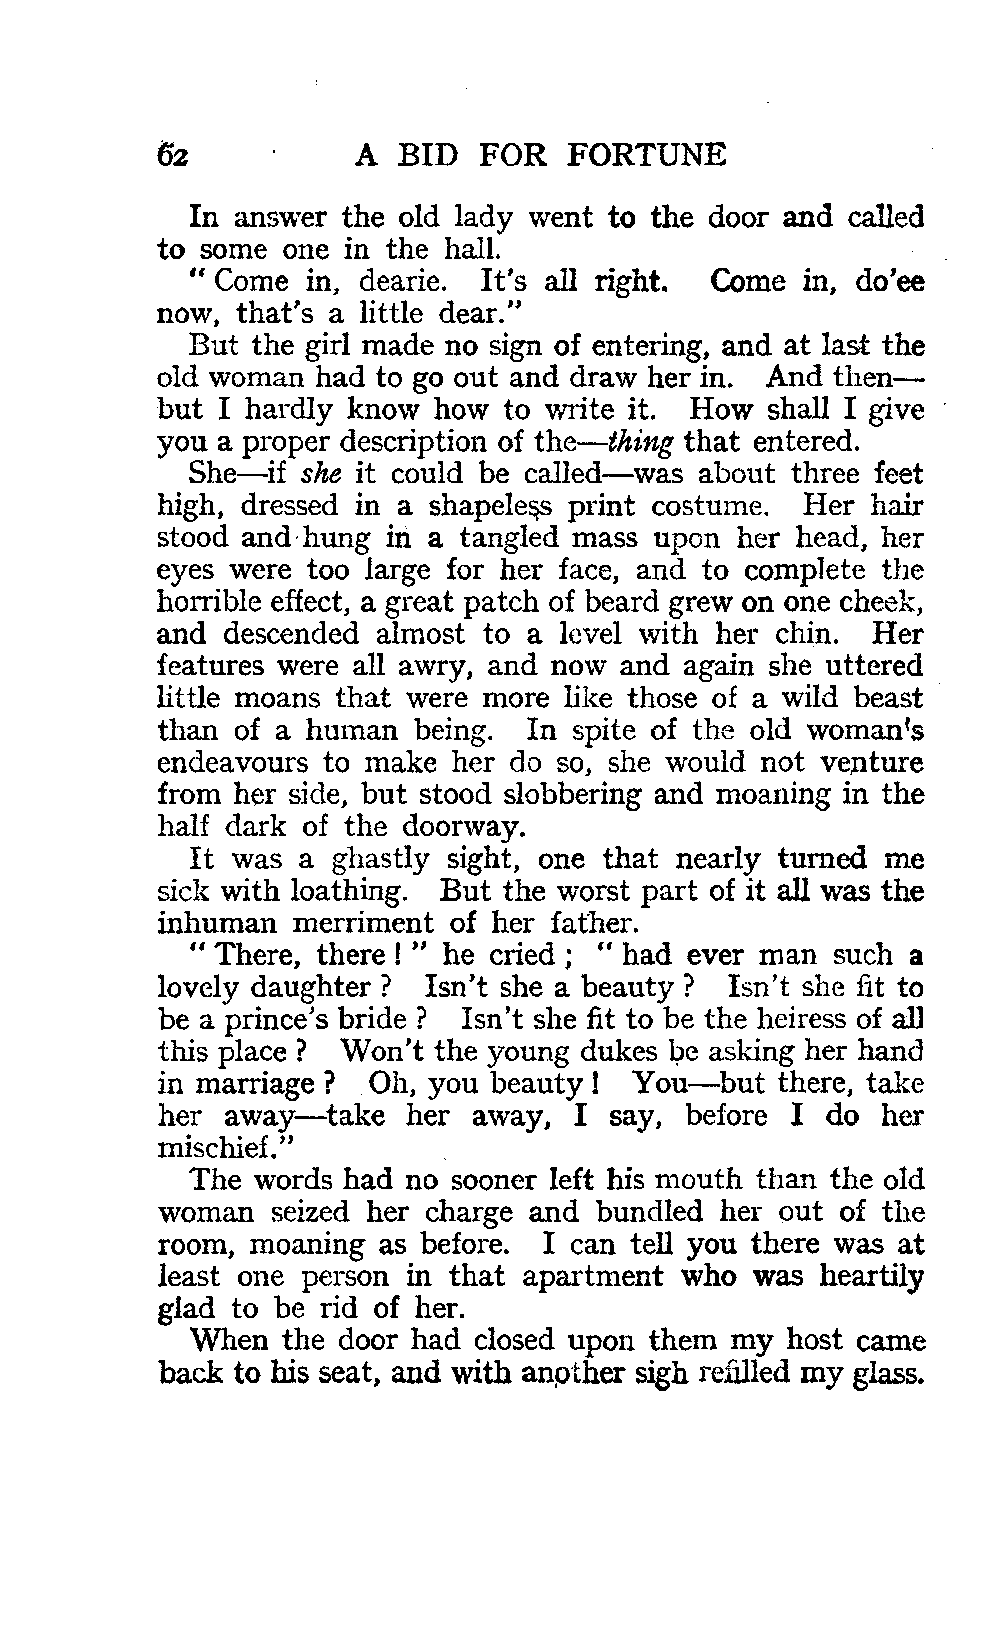 62 A BID FOR FORTUNE
In answer the old lady went to the door and called
to some one in the hall.
" Come in, dearie. It's all right. Come in, do'ee
now, that's a little dear."
But the girl made no sign of entering, and at last the
old woman had to go out and draw her in. And then—
but I hardly know how to write it. How shall I give
you a proper description of the—thing that entered.
She—if she it could be called—was about three feet
high, dressed in a shapeless print costume. Her hair
stood and hung in a tangled mass upon her head, her
eyes were too large for her face, and to complete the
horrible effect, a great patch of beard grew on one cheek,
and descended almost to a level with her chin. Her
features were all awry, and now and again she uttered
little moans that were more like those of a wild beast
than of a human being. In spite of the old woman's
endeavours to make her do so, she would not venture
from her side, but stood slobbering and moaning in the
half dark of the doorway.
It was a ghastly sight, one that nearly turned me
sick with loathing. But the worst part of it all was the
inhuman merriment of her father.
" There, there ! " he cried ; " had ever man such a
lovely daughter ? Isn't she a beauty ? Isn't she fit to
be a prince's bride ? Isn't she fit to be the heiress of all
this place ? Won't the young dukes be asking her hand
in marriage ? Oh, you beauty ! You—but there, take
her away—take her away, I say, before I do her
mischief."
The words had no sooner left his mouth than the old
woman seized her charge and bundled her out of the
room, moaning as before. I can tell you there was at
least one person in that apartment who was heartily
glad to be rid of her.
When the door had closed upon them my host came
back to his seat, and with another sigh refilled my glass.